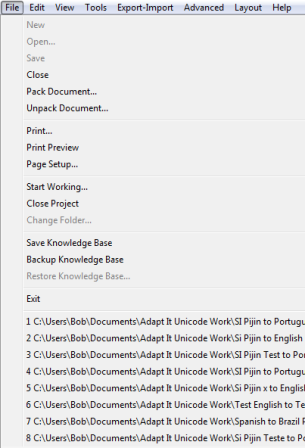 File Edit View Tools Export-Import Advanced Layout Help
New
Open...
Save
Close
Pack Document...
Unpack Document...
Print...
Print Preview
Page Setup...
Start Working...
Close Project
Change Folder...
Save Knowledge Base
Backup Knowledge Base
Restore Knowledge Base...
Exit
1 C:\Users\Bob\Documents\Adapt It Unicode Work\SI Pijin to Portugu
2 C:\Users\Bob\Documents\Adapt It Unicode Work\Si Pijin to English
3 C:\Users\Bob\Documents\Adapt It Unicode Work\SI Pijin Test to Po
4 C:\Users\Bob\Documents\Adapt It Unicode Work\SI Pijin to Portugu
5 C:\Users\Bob\Documents\Adapt It Unicode Work\Si Pijin x to Englis
6 C:\Users\Bob\Documents\Adapt It Unicode Work\Test English to Te
7 C:\Users\Bob\Documents\Adapt It Unicode Work\Spanish to Brazil P
8 C:\Users\Bob\Documents\Adapt It Unicode Work\Si Pijin Teste to